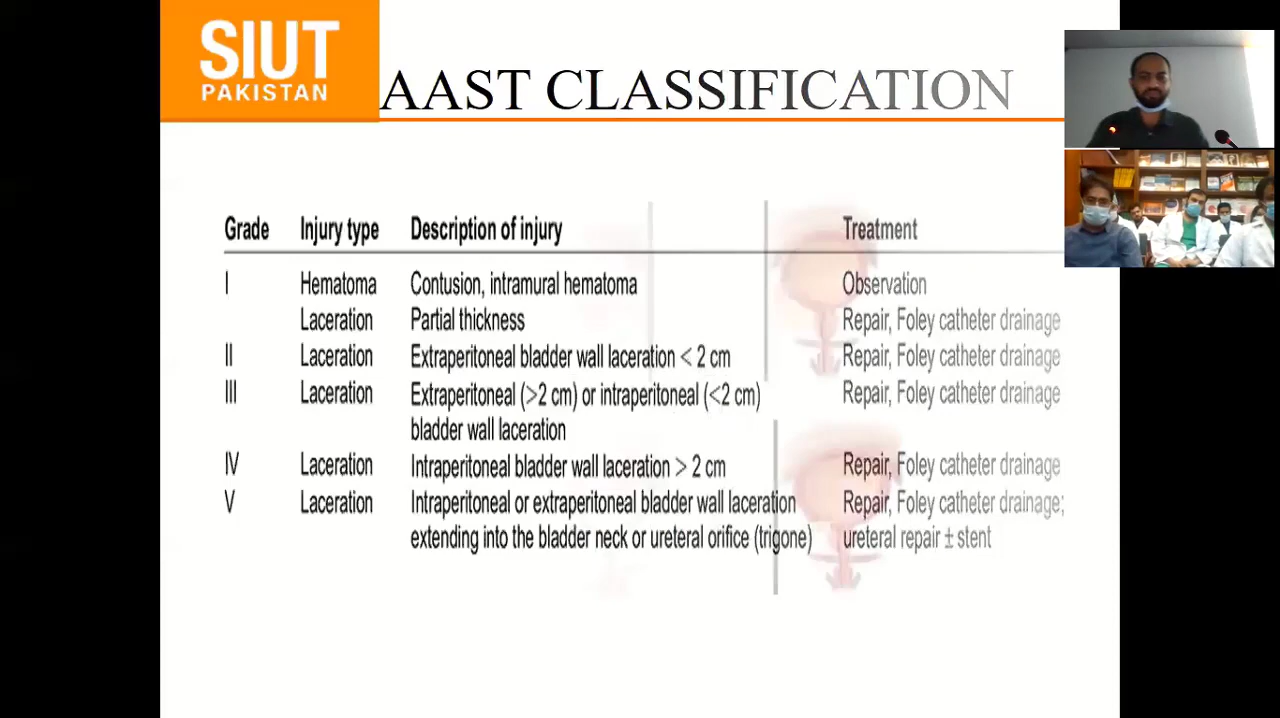 SIUT
PAKISTAN
AAST CLASSIFICATION
Grade Injury type Description of injury Treatment
I Hematoma Contusion, intramural hematoma Observation
Laceration Partial thickness Repair, Foley catheter drainage
II Laceration Extraperitoneal bladder wall laceration < 2 cm Repair, Foley catheter drainage
III Laceration Extraperitoneal (>2 cm) or intraperitoneal (<2 cm) Repair, Foley catheter drainage
bladder wall laceration
IV Laceration Intraperitoneal bladder wall laceration > 2 cm Repair, Foley catheter drainage
V Laceration Intraperitoneal or extraperitoneal bladder wall laceration Repair, Foley catheter drainage;
extending into the bladder neck or ureteral orifice (trigone) ureteral repair ± stent